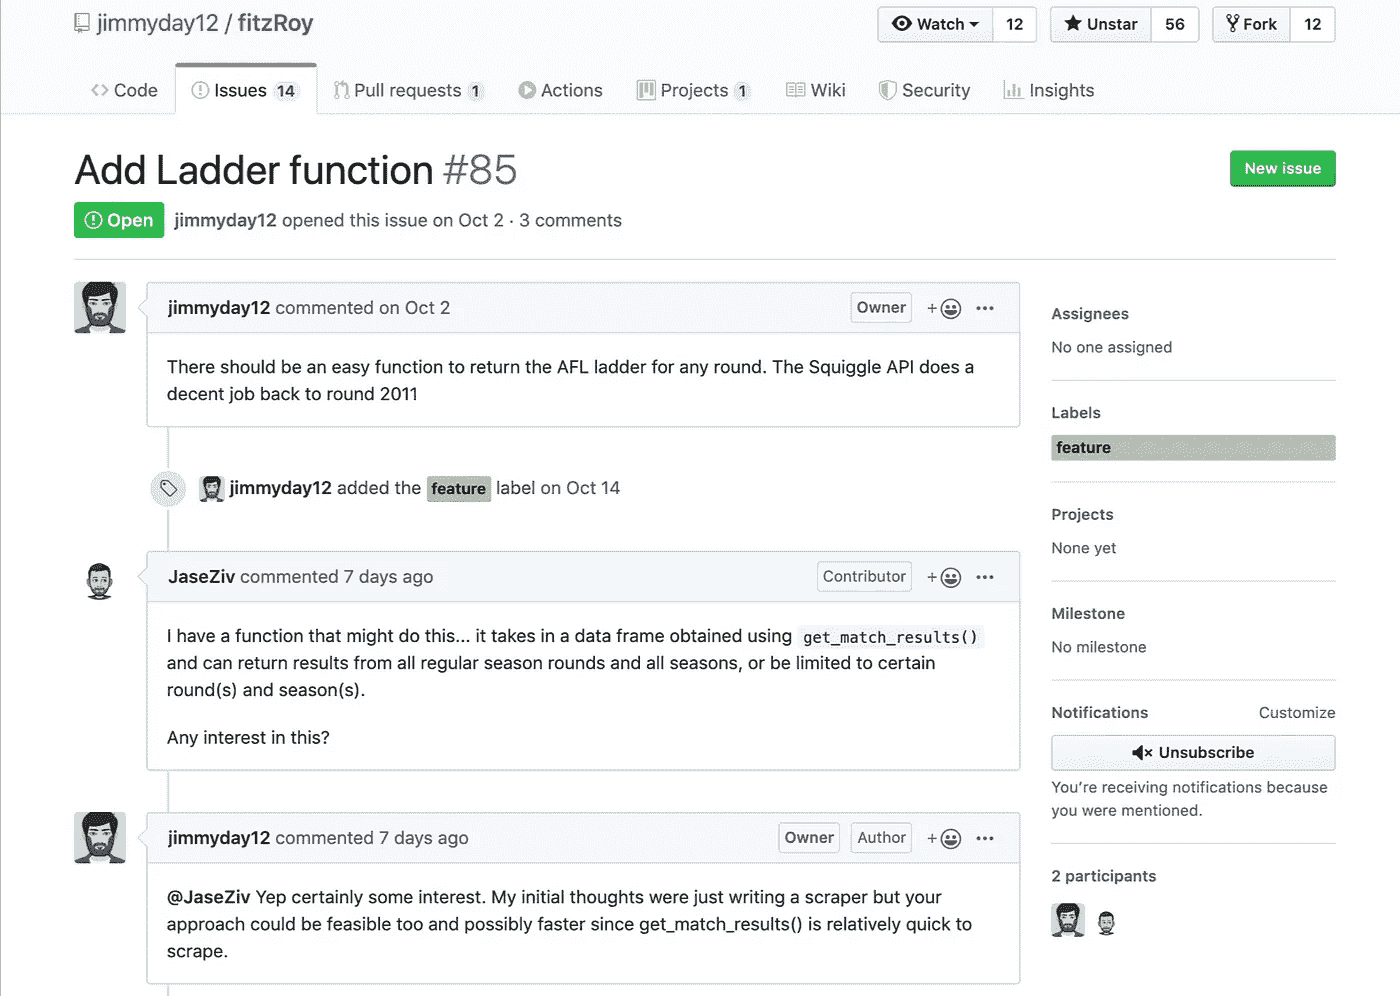 jimmyday12 / fitzRoy
Watch 12 Unstar 56 Fork 12
Code Issues 14 Pull requests 1 Actions Projects 1 Wiki Security Insights
Add Ladder function #85
New issue
Open jimmyday12 opened this issue on Oct 2 · 3 comments
jimmyday12 commented on Oct 2 Owner + ...
There should be an easy function to return the AFL ladder for any round. The Squiggle API does a
decent job back to round 2011
jimmyday12 added the feature label on Oct 14
JaseZiv commented 7 days ago Contributor + ...
I have a function that might do this... it takes in a data frame obtained using get_match_results()
and can return results from all regular season rounds and all seasons, or be limited to certain
round(s) and season(s).
Any interest in this?
jimmyday12 commented 7 days ago Owner Author + ...
@JaseZiv Yep certainly some interest. My initial thoughts were just writing a scraper but your
approach could be feasible too and possibly faster since get_match_results() is relatively quick to
scrape.
Assignees
No one assigned
Labels
feature
Projects
None yet
Milestone
No milestone
Notifications Customize
Unsubscribe
You're receiving notifications because
you were mentioned.
2 participants